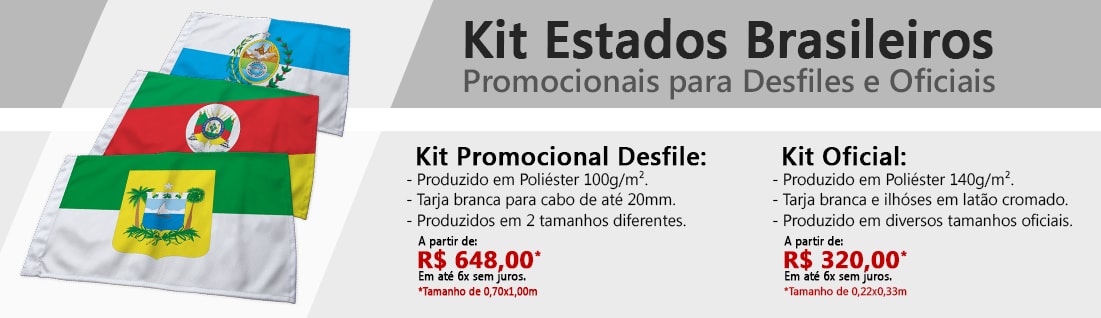 Kit Estados Brasileiros
Promocionais para Desfiles e Oficiais
Kit Promocional Desfile:
- Produzido em Poliéster 100g/m².
- Tarja branca para cabo de até 20mm.
- Produzidos em 2 tamanhos diferentes.
A partir de:
R$ 648,00*
Em até 6x sem juros.
*Tamanho de 0,70x1,00m
Kit Oficial:
- Produzido em Poliéster 140g/m².
- Tarja branca e ilhóses em latão cromado.
- Produzido em diversos tamanhos oficiais.
A partir de:
R$ 320,00*
Em até 6x sem juros.
*Tamanho de 0,22x0,33m